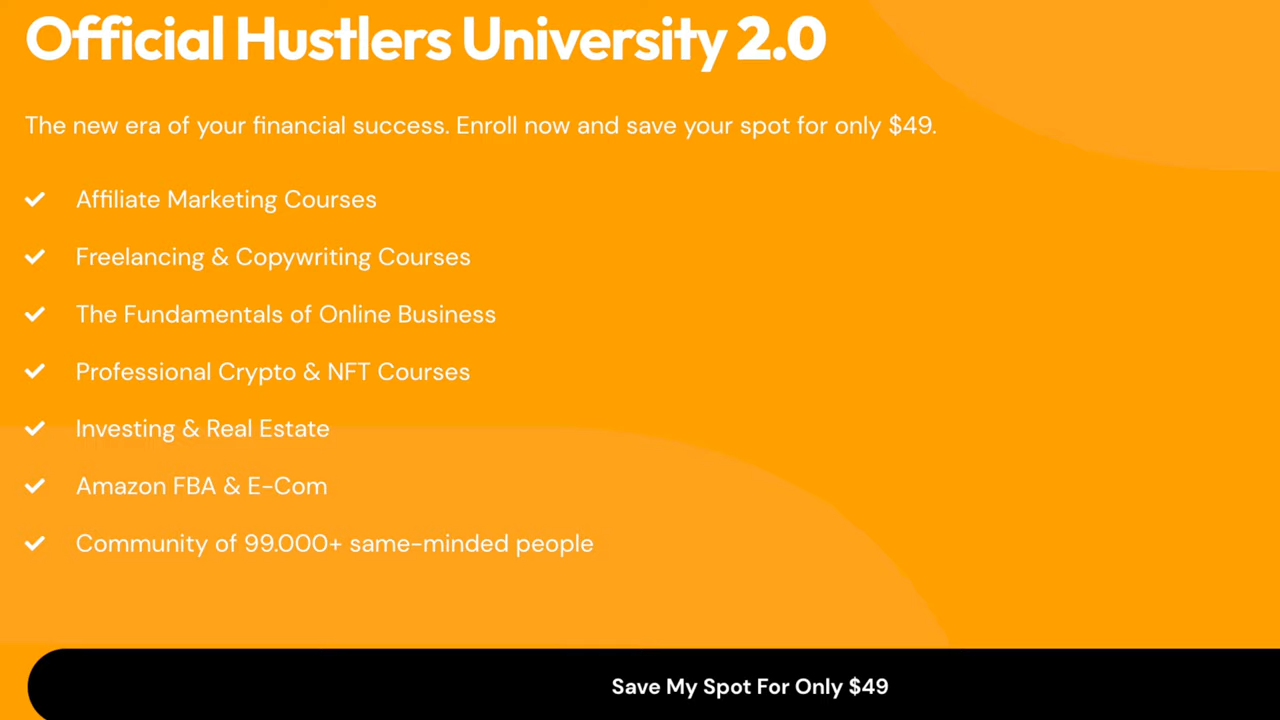 Official Hustlers University 2.0
The new era of your financial success. Enroll now and save your spot for only $49.
Affiliate Marketing Courses
Freelancing & Copywriting Courses
The Fundamentals of Online Business
Professional Crypto & NFT Courses
Investing & Real Estate
Amazon FBA & E-Com
Community of 99.000+ same-minded people
Save My Spot For Only $49